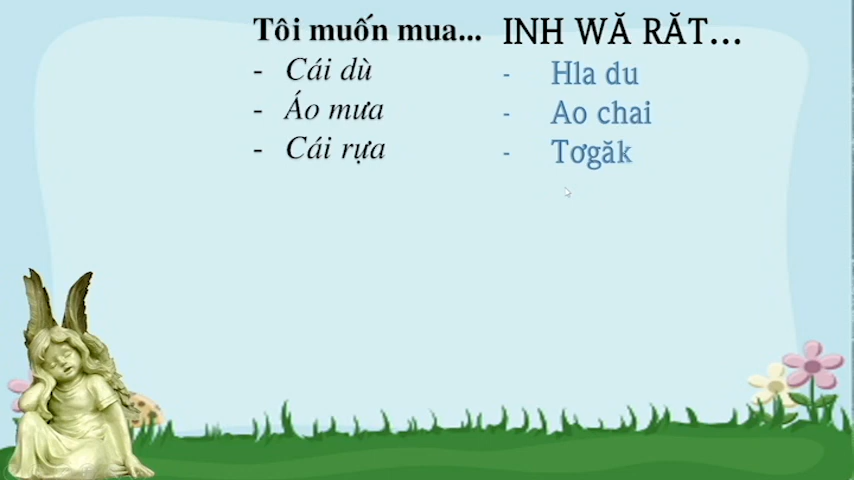 Tôi muốn mua...
- Cái dù
- Áo mưa
- Cái rựa
INH WĂ RĂT...
- Hla du
- Ao chai
- Tơgăk